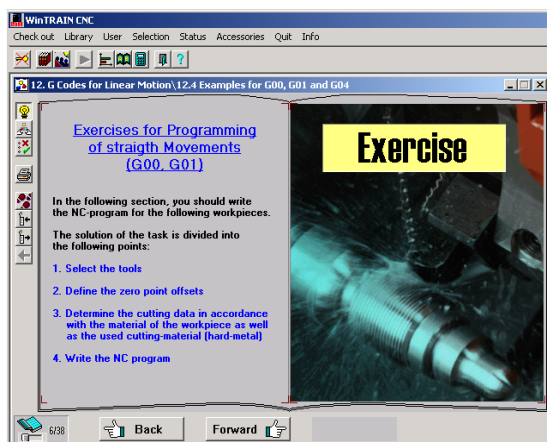 WinTRAIN CNC
Check out Library User Selection Status Accessories Quit Info
12. G Codes for Linear Motion\12.4 Examples for G00, G01 and G04
Exercises for Programming
of straigth Movements
(G00, G01)
In the following section, you should write
the NC-program for the following workpieces.
The solution of the task is divided into
the following points:
1. Select the tools
2. Define the zero point offsets
3. Determine the cutting data in accordance
with the material of the workpiece as well
as the used cutting-material (hard-metal)
4. Write the NC program
Exercise
6/38
Back
Forward